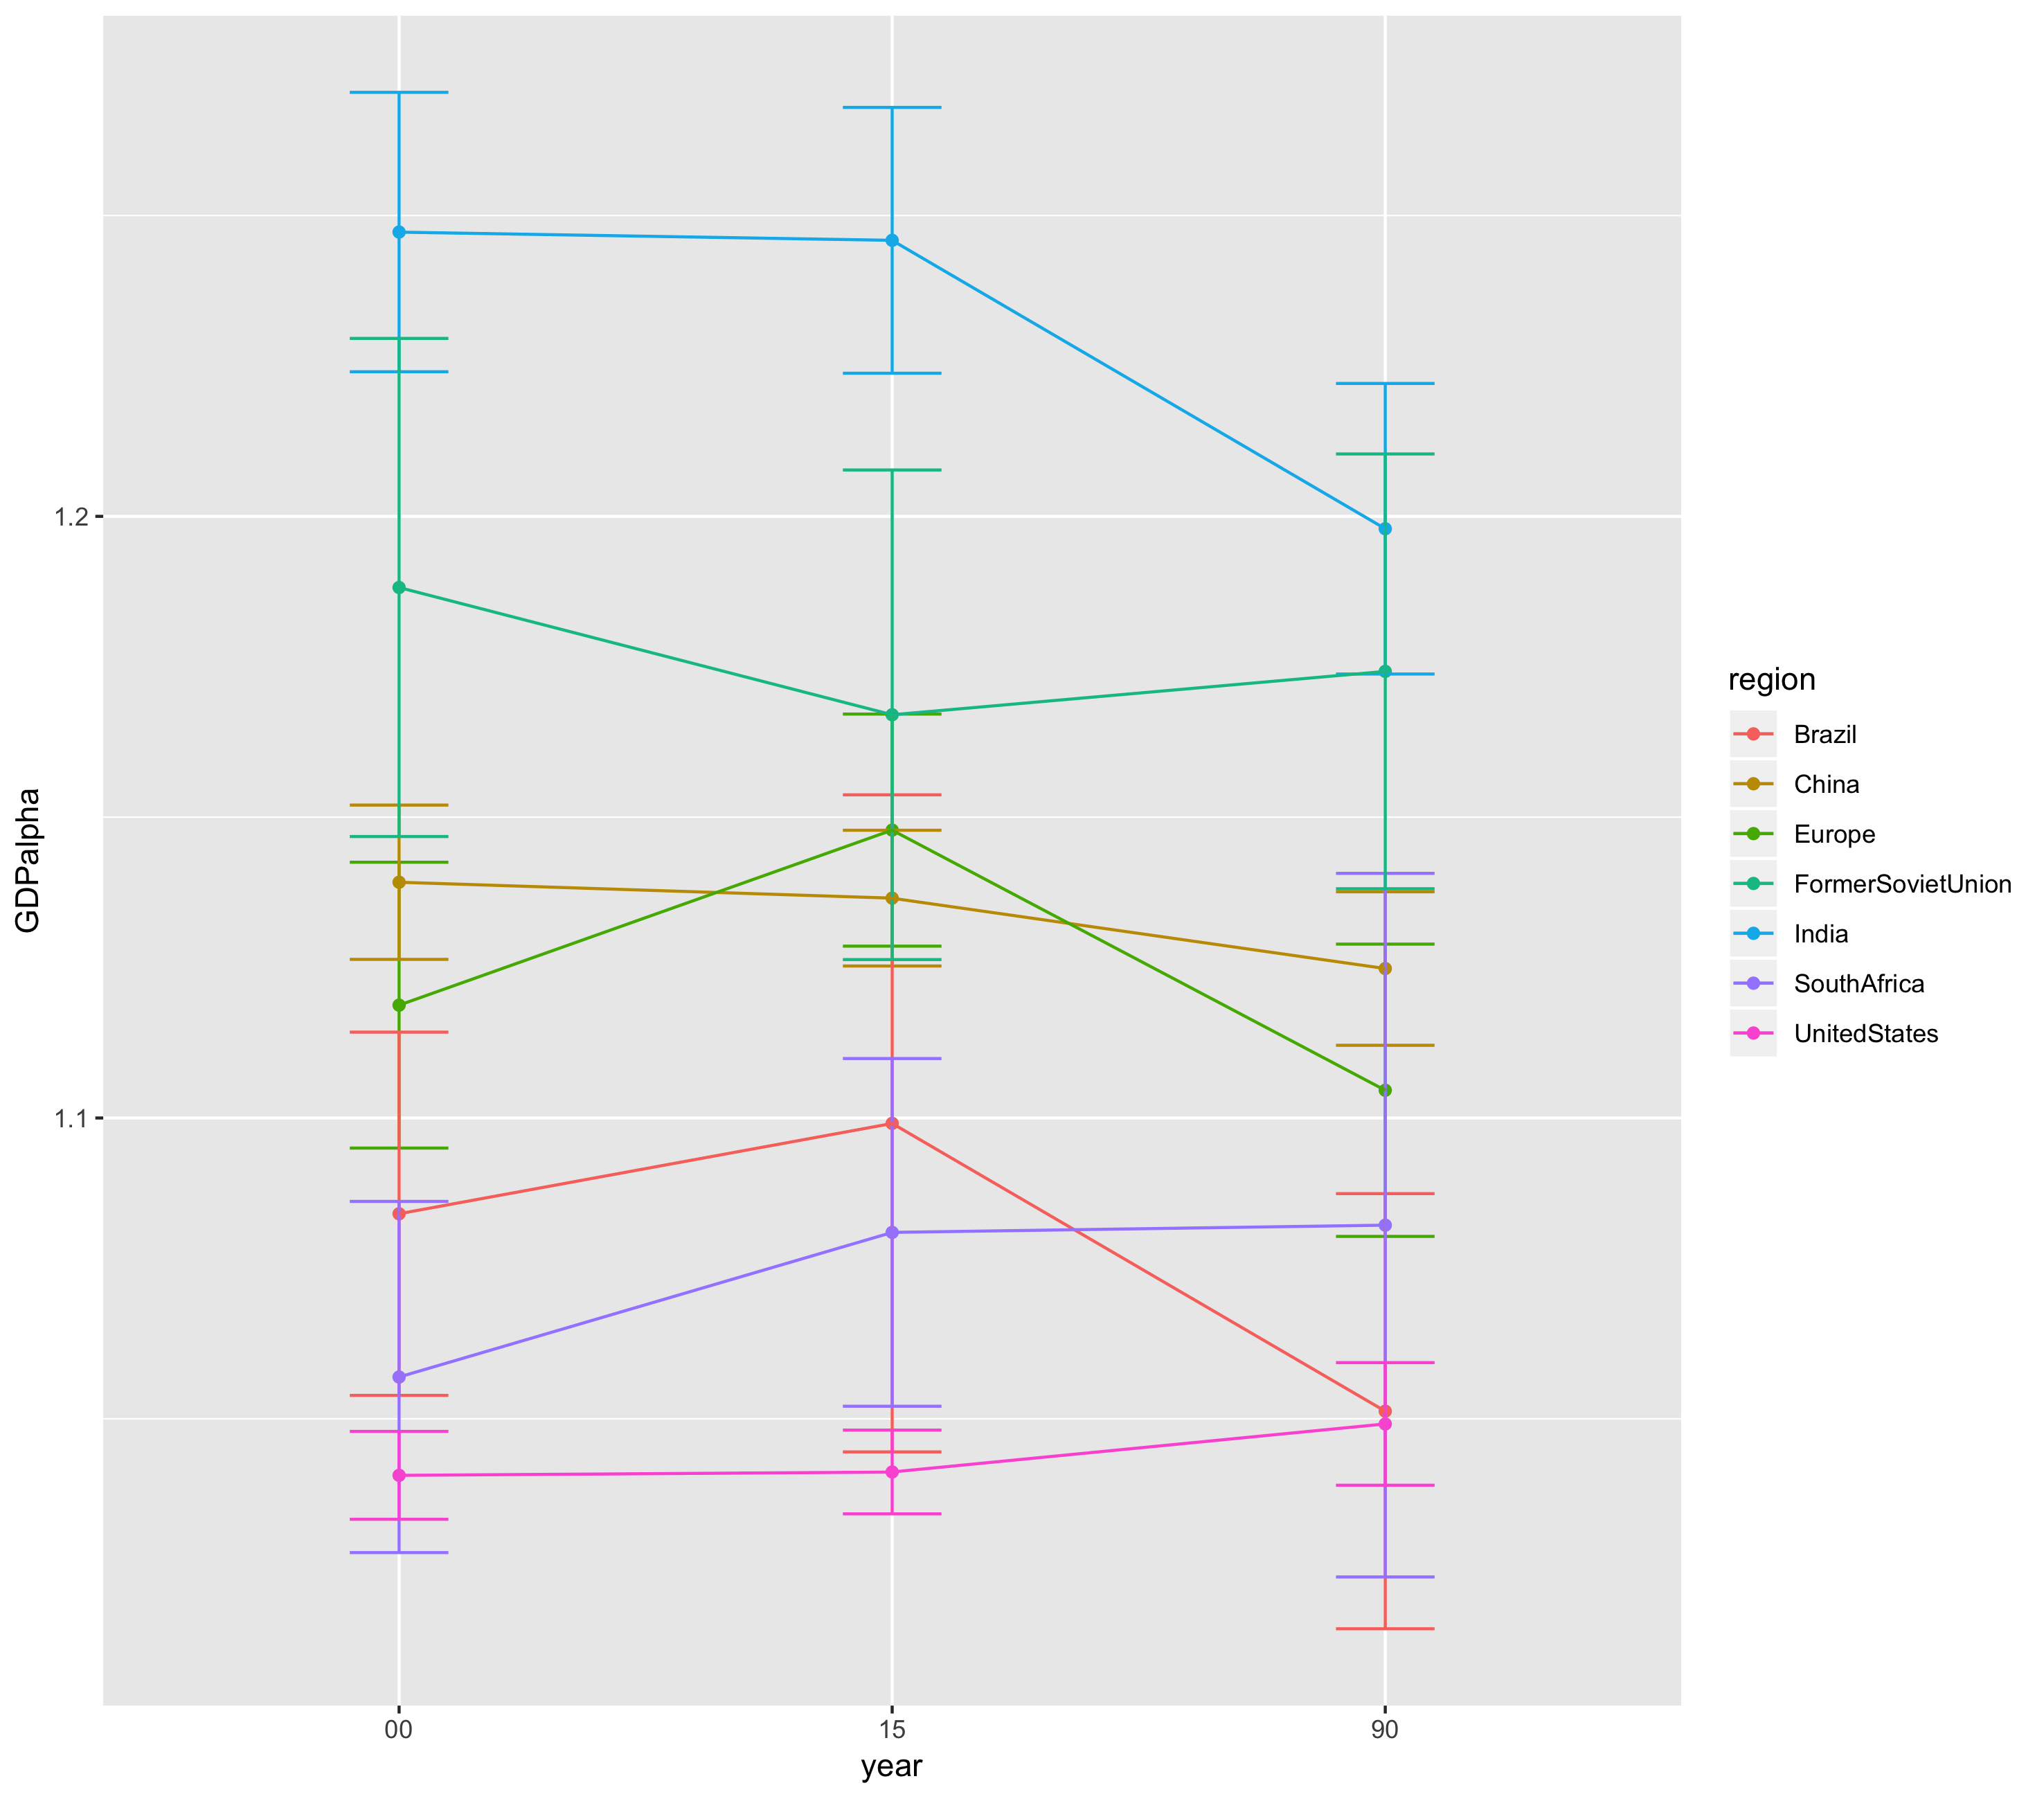 GDPalpha
1.2
1.1
00
15
90
year
region
Brazil
China
Europe
FormerSovietUnion
India
SouthAfrica
UnitedStates